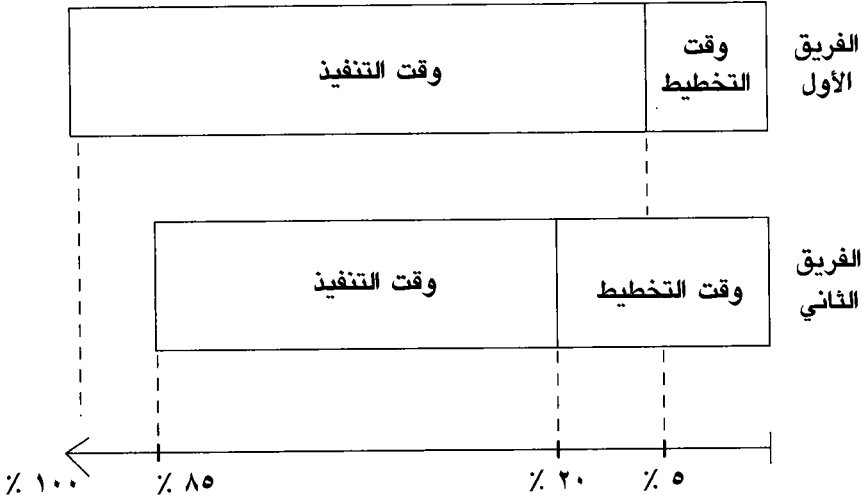 الفريق
الأول
وقت
التخطيط
وقت التنفيذ
الفريق
الثاني
وقت التخطيط
وقت التنفيذ
٥ ٪
٢٠ ٪
٨٥ ٪
١٠٠ ٪